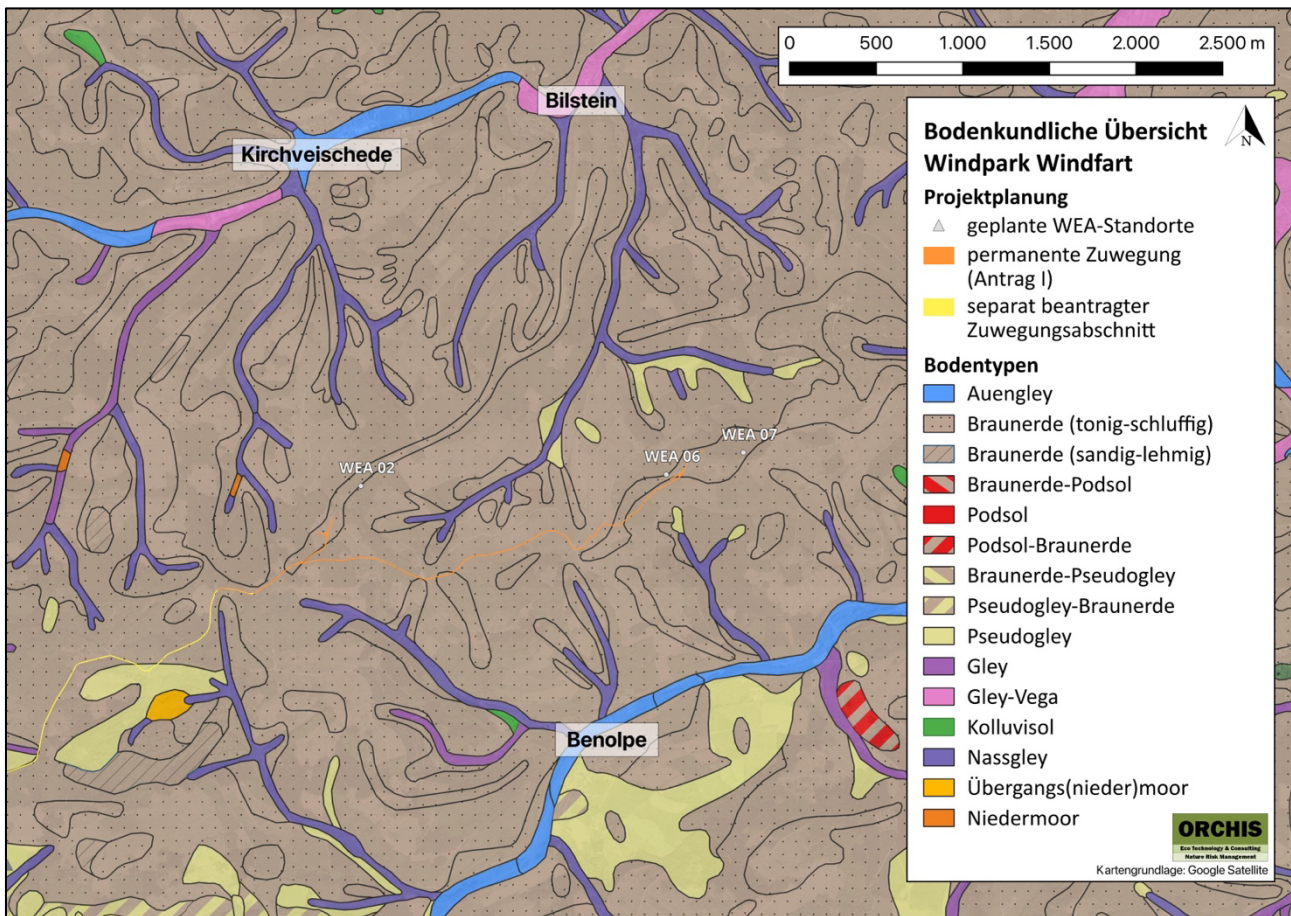 0 500 1.000 1.500 2.000 2.500 m
Bilstein
Kirchveischede
Bodenkundliche Übersicht
Windpark Windfart
N
Projektplanung
geplante WEA-Standorte
permanente Zuwegung
(Antrag I)
separat beantragter
Zuwegungsabschnitt
Bodentypen
Auengley
Braunerde (tonig-schluffig)
Braunerde (sandig-lehmig)
Braunerde-Podsol
Podsol
Podsol-Braunerde
Braunerde-Pseudogley
Pseudogley-Braunerde
Pseudogley
Gley
Gley-Vega
Kolluvisol
Nassgley
Übergangs(nieder)moor
Niedermoor
WEA 07
WEA 06
WEA 02
Benolpe
ORCHIS
Eco Technology & Consulting
Nature Risk Management
Kartengrundlage: Google Satellite